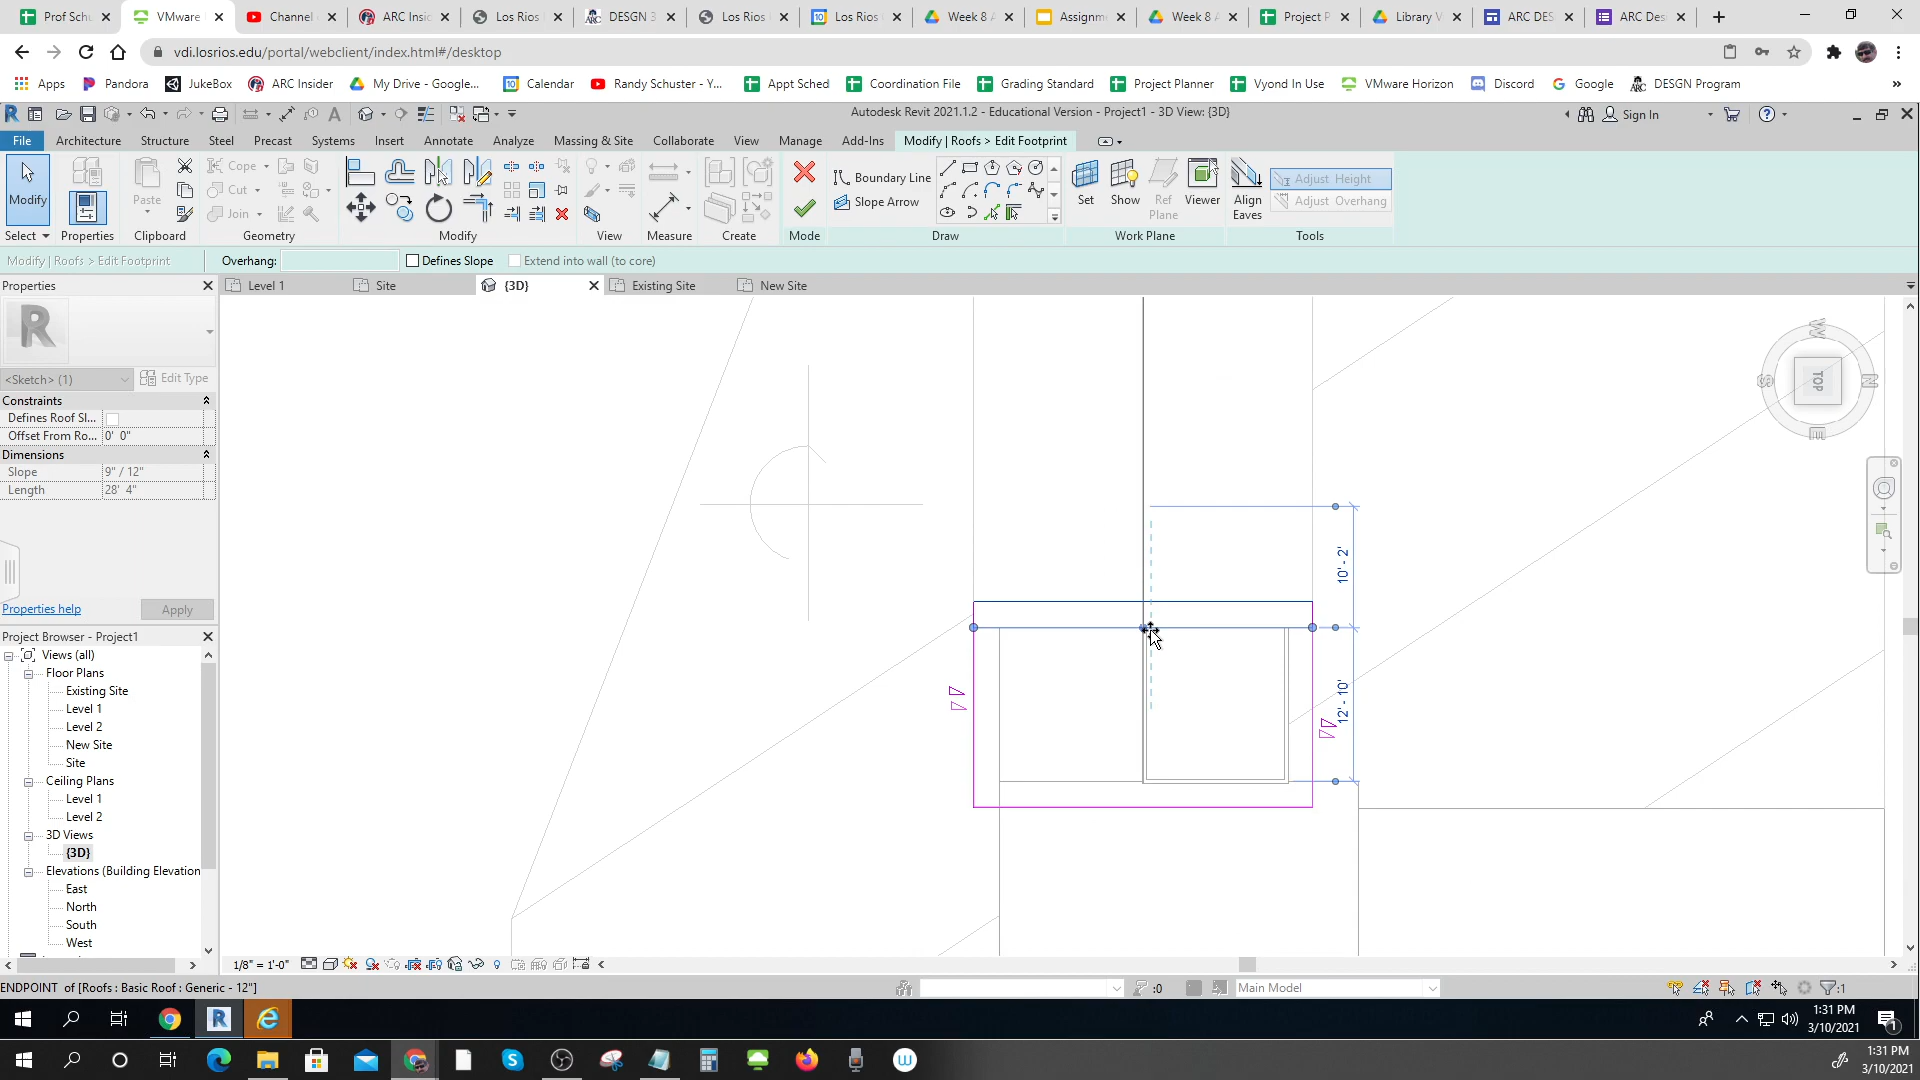 Prof Schu
VMware
Channel c
ARC Insic
Los Rios
DESGN 3
Los Rios
Los Rios
Week 8 A
Assignm
Week 8 A
Project P
Library V
ARC DES
ARC Des
vdi.losrios.edu/portal/webclient/index.html#/desktop
Apps
Pandora
JukeBox
ARC Insider
My Drive - Google...
Calendar
Randy Schuster - Y...
Appt Sched
Coordination File
Grading Standard
Project Planner
Vyond In Use
VMware Horizon
Discord
Google
DESGN Program
Autodesk Revit 2021.1.2 - Educational Version - Project1 - 3D View: {3D}
Sign In
File
Architecture
Structure
Steel
Precast
Systems
Insert
Annotate
Analyze
Massing & Site
Collaborate
View
Manage
Add-Ins
Modify | Roofs > Edit Footprint
Modify
Paste
Cope
Cut
Join
Boundary Line
Slope Arrow
Set
Show
Ref
Plane
Viewer
Align
Eaves
Adjust Height
Adjust Overhang
Select
Properties
Clipboard
Geometry
Modify
View
Measure
Create
Mode
Draw
Work Plane
Tools
Modify | Roofs > Edit Footprint
Overhang:
Defines Slope
Extend into wall (to core)
Properties
Level 1
Site
{3D}
Existing Site
New Site
<Sketch> (1)
Edit Type
Constraints
Defines Roof Sl...
Offset From Ro...
0' 0"
Dimensions
Slope
9" / 12"
Length
28' 4"
Properties help
Apply
Project Browser - Project1
Views (all)
Floor Plans
Existing Site
Level 1
Level 2
New Site
Site
Ceiling Plans
Level 1
Level 2
3D Views
{3D}
Elevations (Building Elevation
East
North
South
West
10' - 2'
12' - 10'
W
S
TOP
N
E
1/8" = 1'-0"
ENDPOINT of [Roofs : Basic Roof : Generic - 12"]
:0
Main Model
:1
1:31 PM
3/10/2021
1
1:31 PM
3/10/2021